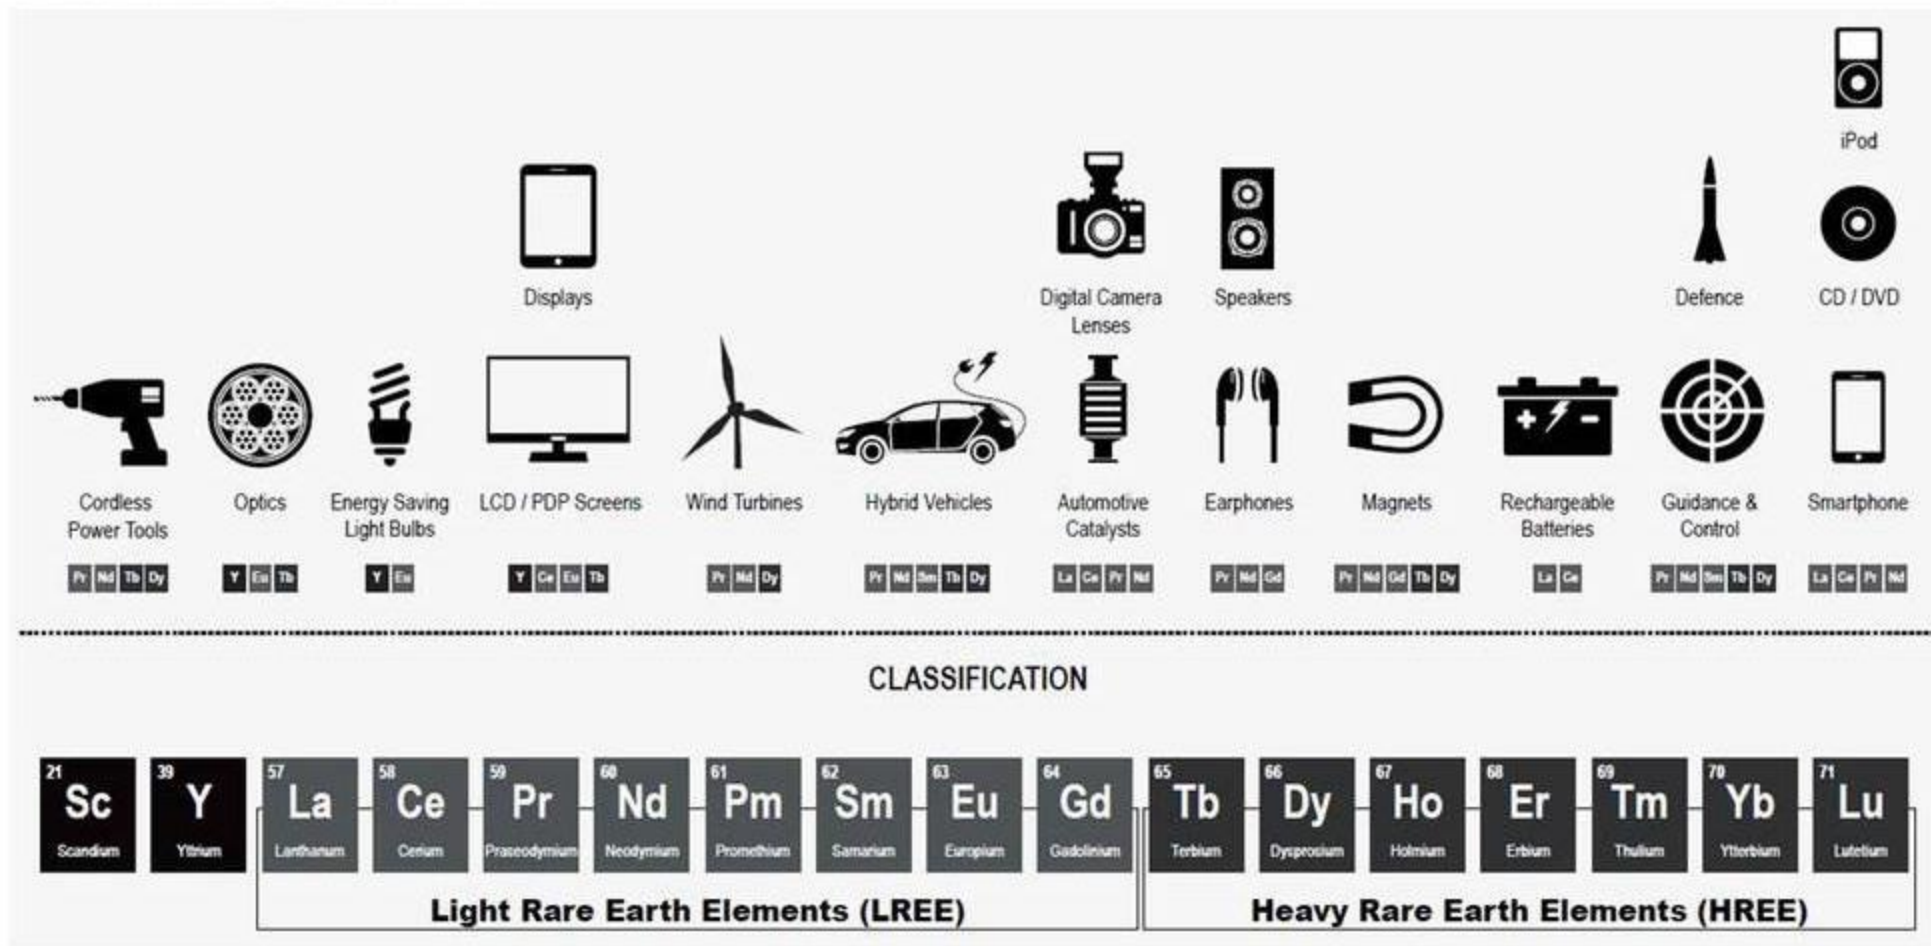 iPod
Displays
Digital Camera
Lenses
Speakers
Defence
CD / DVD
Cordless
Power Tools
Optics
Energy Saving
Light Bulbs
LCD / PDP Screens
Wind Turbines
Hybrid Vehicles
Automotive
Catalysts
Earphones
Magnets
Rechargeable
Batteries
Guidance &
Control
Smartphone
Pr Nd Tb Dy
Y Eu Tb
Y Eu
Y Ce Eu Tb
Pr Nd Dy
Pr Nd Sm Tb Dy
La Ce Pr Nd
Pr Nd Gd
Pr Nd Gd Tb Dy
La Ce
Pr Nd Sm Tb Dy
La Ce Pr Nd
CLASSIFICATION
21
Sc
Scandium
39
Y
Yttrium
57
La
Lanthanum
58
Ce
Cerium
59
Pr
Praseodymium
60
Nd
Neodymium
61
Pm
Promethium
62
Sm
Samarium
63
Eu
Europium
64
Gd
Gadolinium
65
Tb
Terbium
66
Dy
Dysprosium
67
Ho
Holmium
68
Er
Erbium
69
Tm
Thulium
70
Yb
Ytterbium
71
Lu
Lutetium
Light Rare Earth Elements (LREE)
Heavy Rare Earth Elements (HREE)